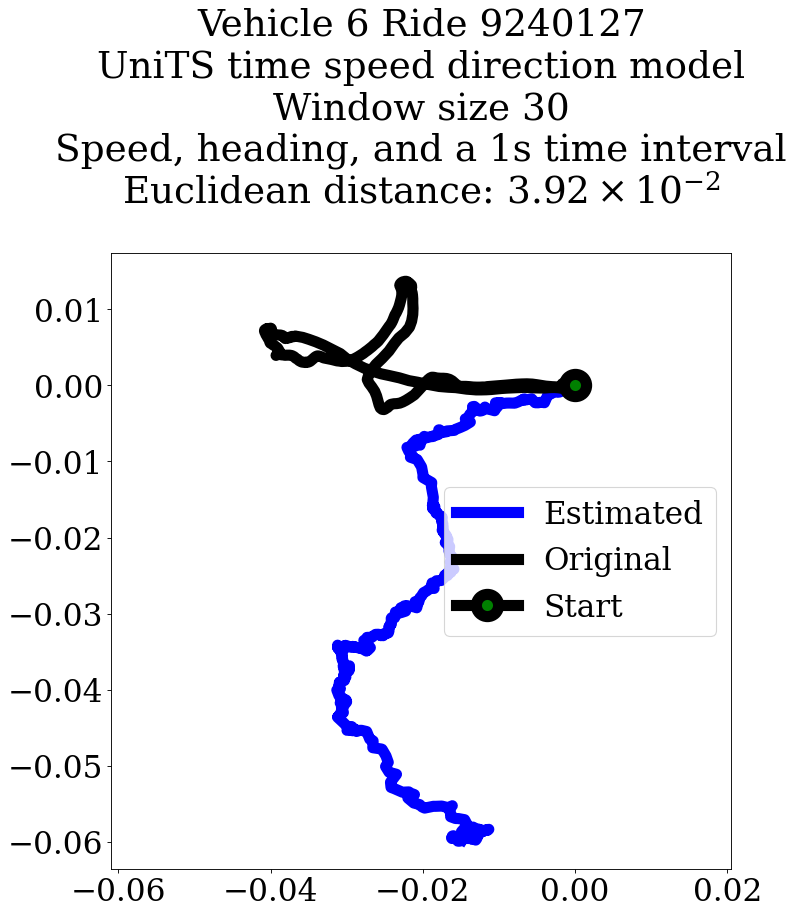 Vehicle 6 Ride 9240127
UniTS time speed direction model
Window size 30
Speed, heading, and a 1s time interval
Euclidean distance: 3.92 × 10⁻²
0.01
0.00
−0.01
−0.02
−0.03
−0.04
−0.05
−0.06
Estimated
Original
Start
−0.06 −0.04 −0.02 0.00 0.02